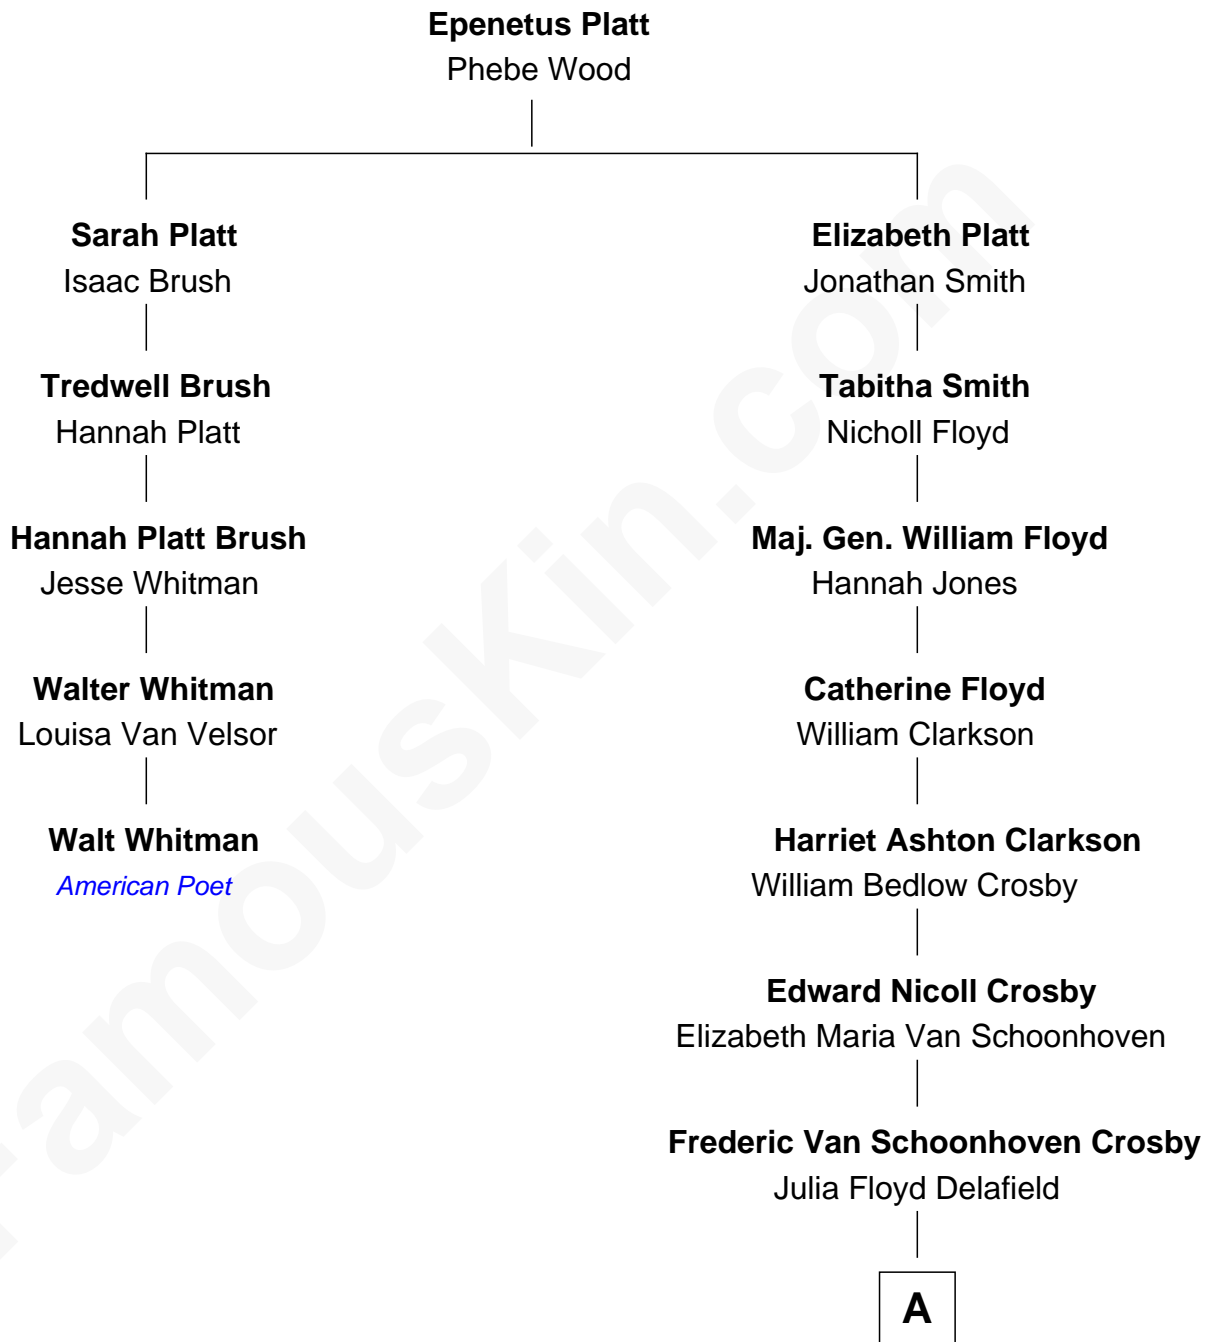 Epenetus Platt
Phebe Wood
Sarah Platt
Isaac Brush
Elizabeth Platt
Jonathan Smith
Tredwell Brush
Hannah Platt
Tabitha Smith
Nicholl Floyd
Hannah Platt Brush
Jesse Whitman
Maj. Gen. William Floyd
Hannah Jones
Walter Whitman
Louisa Van Velsor
Catherine Floyd
William Clarkson
Walt Whitman
American Poet
Harriet Ashton Clarkson
William Bedlow Crosby
Edward Nicoll Crosby
Elizabeth Maria Van Schoonhoven
Frederic Van Schoonhoven Crosby
Julia Floyd Delafield
A
FamousKin.com